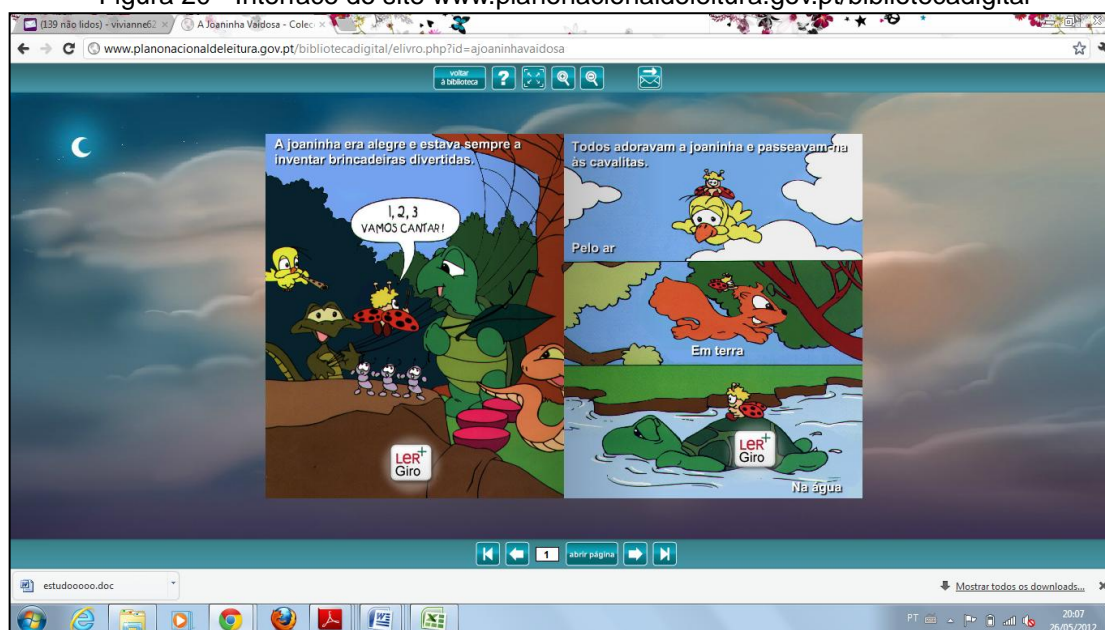 Figura 20 - Interface do site www.planonacionaldeleitura.gov.pt/bibliotecadigital
(139 não lidos) - vivianne62
A Joaninha Vaidosa - Colec
www.planonacionaldeleitura.gov.pt/bibliotecadigital/elivro.php?id=ajoaninhavaidosa
voltar
à biblioteca
?
A joaninha era alegre e estava sempre a
inventar brincadeiras divertidas.
1, 2, 3
VAMOS CANTAR!
LER+
Giro
Todos adoravam a joaninha e passeavam-na
às cavalitas.
Pelo ar
Em terra
LER+
Giro
Na água
1
abrir página
estudooooo.doc
Mostrar todos os downloads...
PT
20:07
26/05/2012